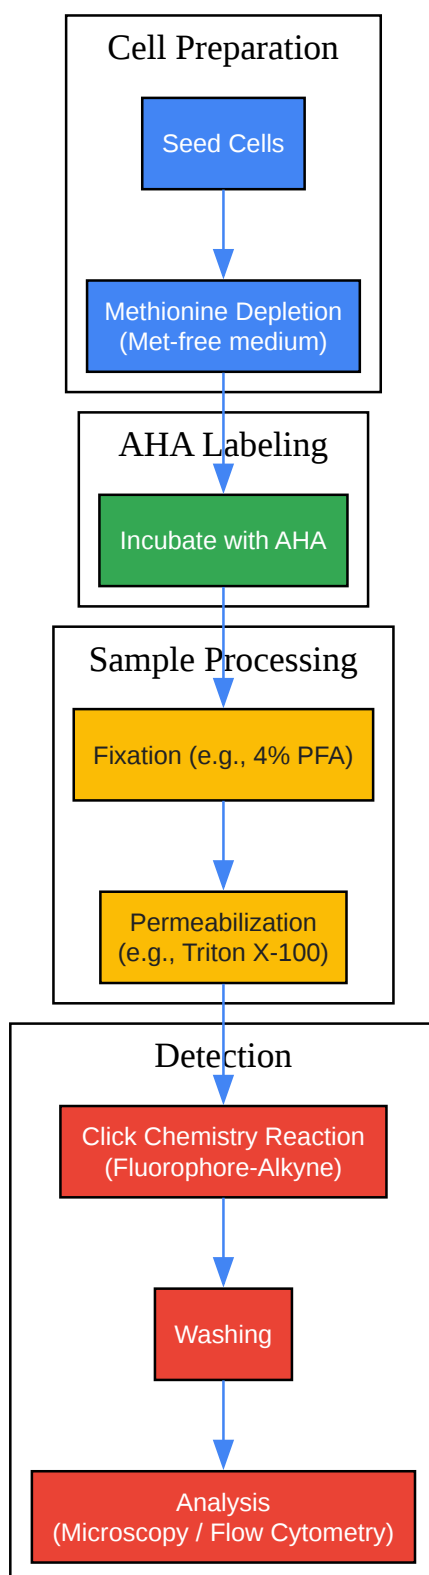 Cell Preparation
Seed Cells
Methionine Depletion
(Met-free medium)
AHA Labeling
Incubate with AHA
Sample Processing
Fixation (e.g., 4% PFA)
Permeabilization
(e.g., Triton X-100)
Detection
Click Chemistry Reaction
(Fluorophore-Alkyne)
Washing
Analysis
(Microscopy / Flow Cytometry)